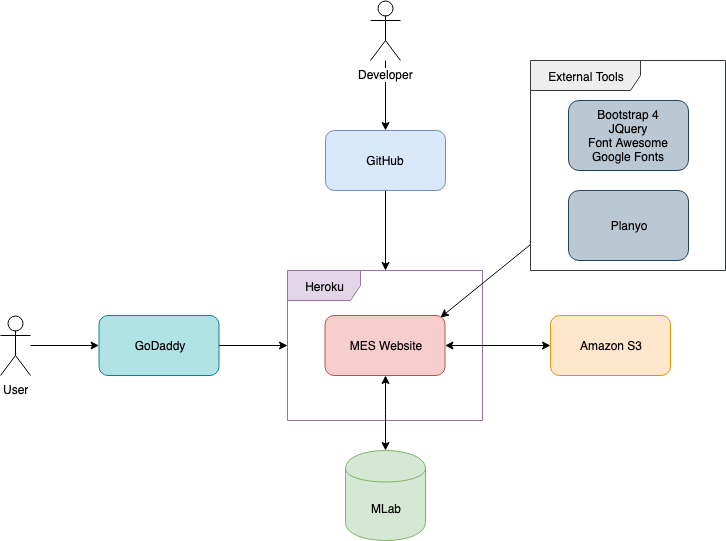 Developer
External Tools
Bootstrap 4
JQuery
Font Awesome
Google Fonts
GitHub
Planyo
Heroku
GoDaddy
MES Website
Amazon S3
User
MLab